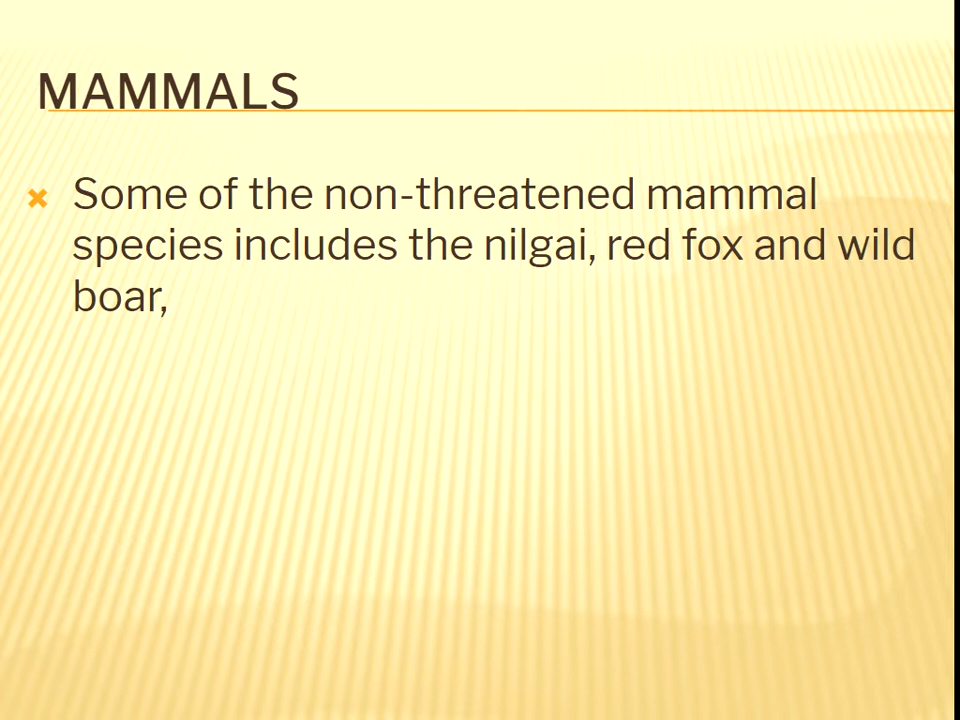 MAMMALS
Some of the non-threatened mammal
species includes the nilgai, red fox and wild
boar,